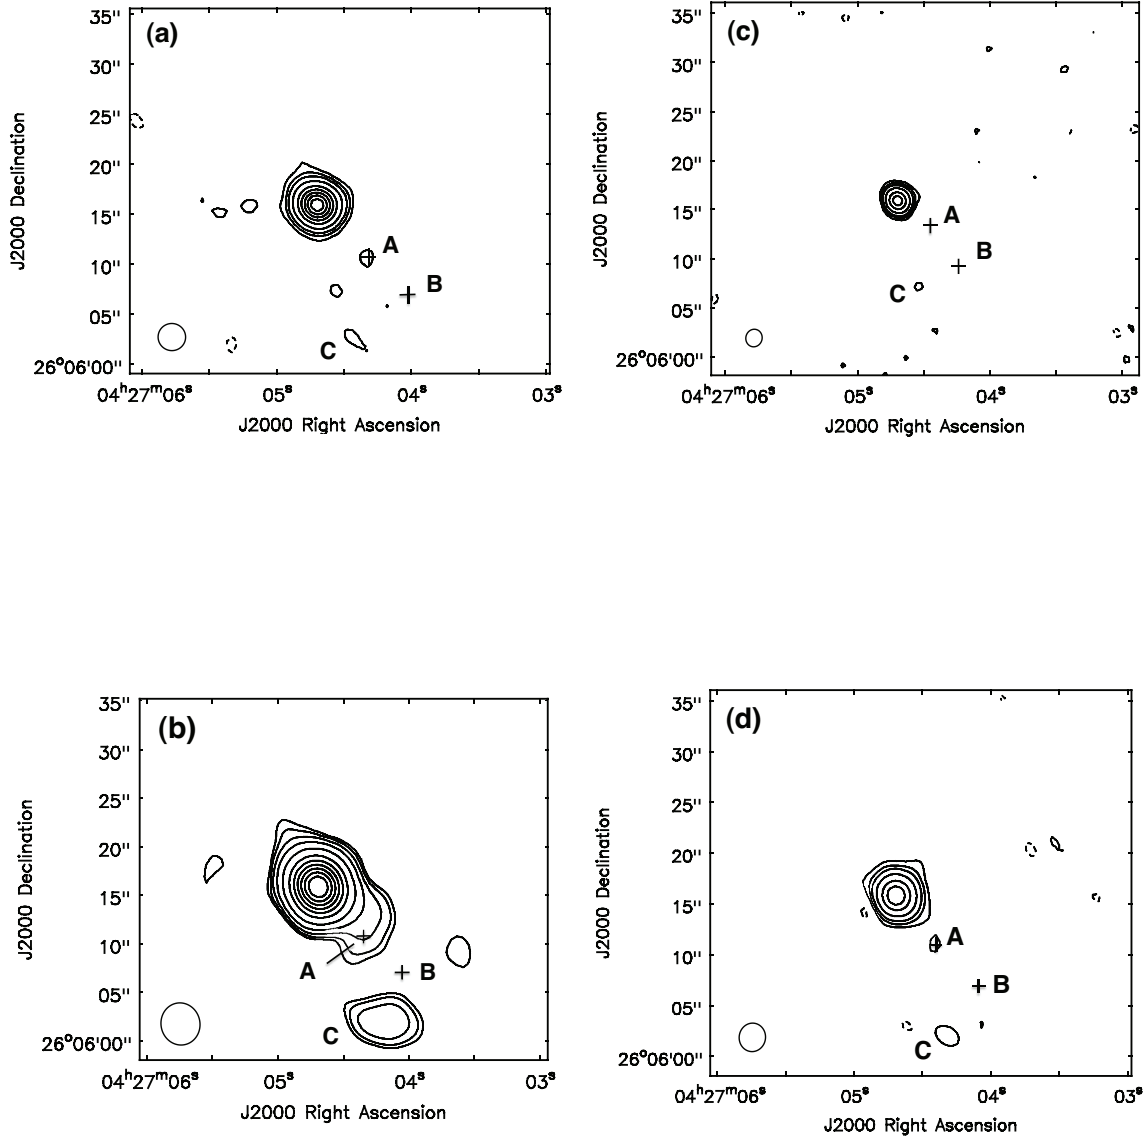 (a)
35"
30"
25"
20"
15"
10"
05"
26°06'00"
J2000 Declination
A
B
C
04ʰ27ᵐ06ˢ 05ˢ 04ˢ 03ˢ
J2000 Right Ascension
(c)
35"
30"
25"
20"
15"
10"
05"
26°06'00"
J2000 Declination
A
B
C
04ʰ27ᵐ06ˢ 05ˢ 04ˢ 03ˢ
J2000 Right Ascension
(b)
35"
30"
25"
20"
15"
10"
05"
26°06'00"
J2000 Declination
A
B
C
04ʰ27ᵐ06ˢ 05ˢ 04ˢ 03ˢ
J2000 Right Ascension
(d)
35"
30"
25"
20"
15"
10"
05"
26°06'00"
J2000 Declination
A
B
C
04ʰ27ᵐ06ˢ 05ˢ 04ˢ 03ˢ
J2000 Right Ascension